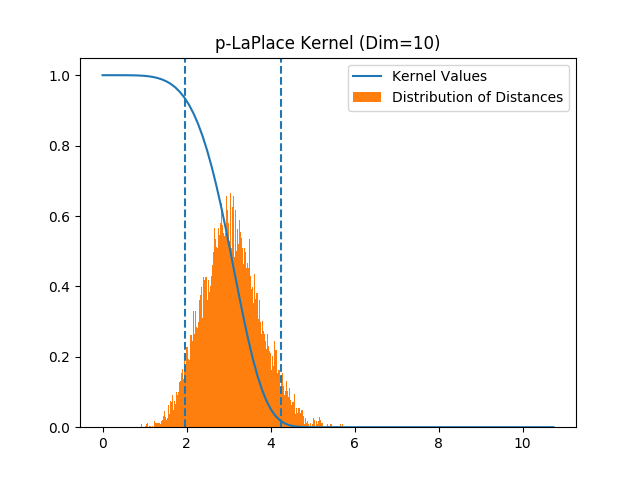 p-LaPlace Kernel (Dim=10)
Kernel Values
Distribution of Distances
1.0
0.8
0.6
0.4
0.2
0.0
0 2 4 6 8 10